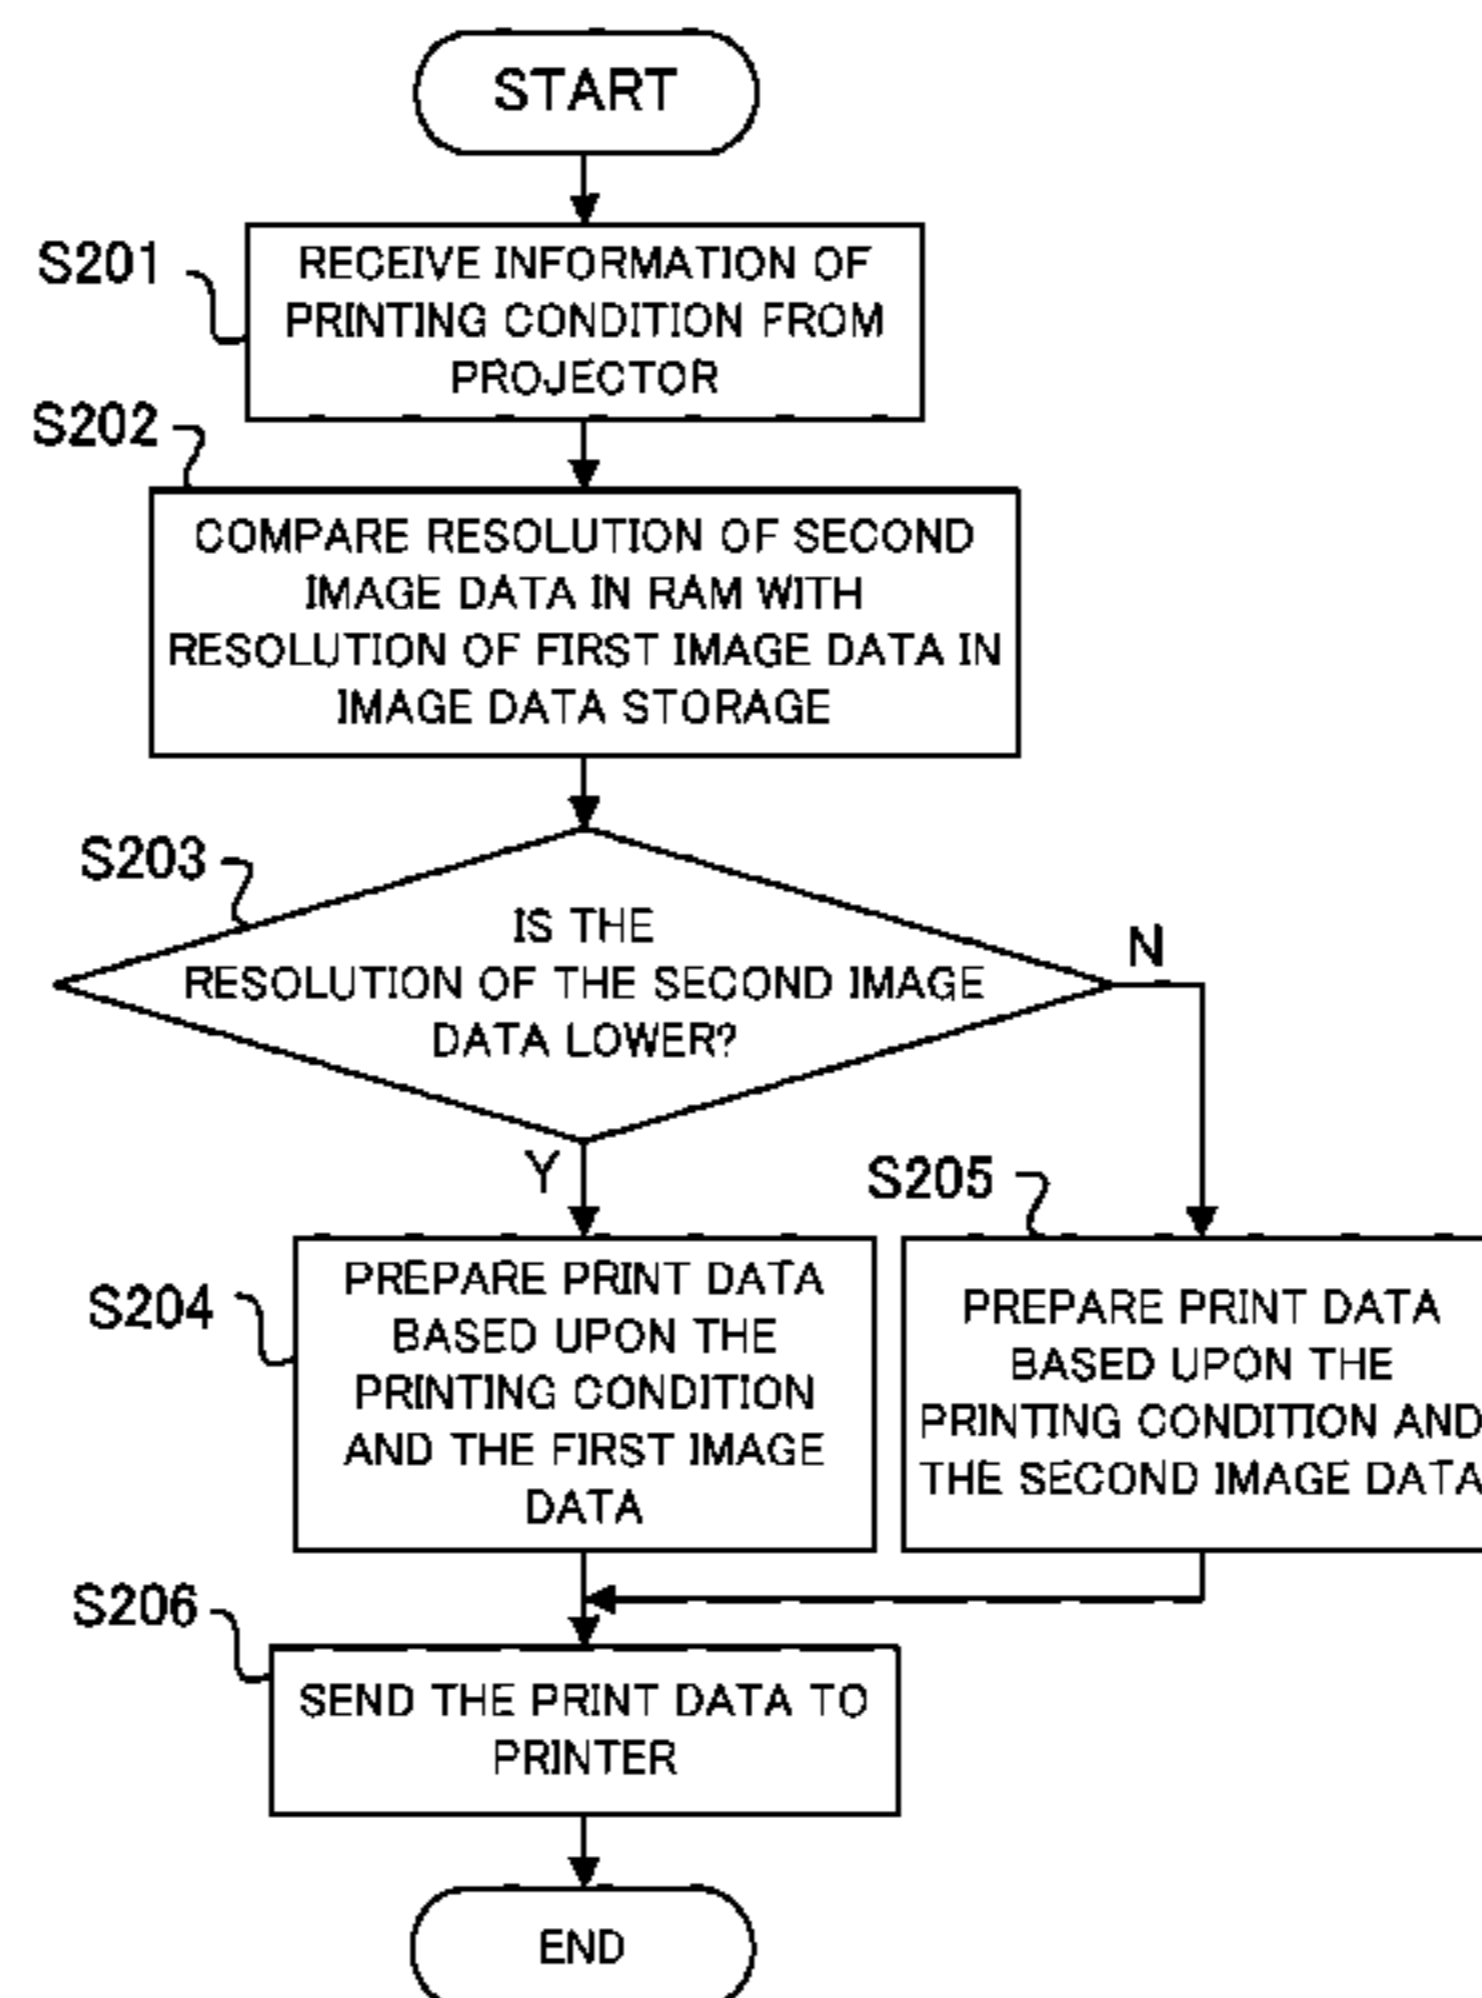 START
S201
RECEIVE INFORMATION OF
PRINTING CONDITION FROM
PROJECTOR
S202
COMPARE RESOLUTION OF SECOND
IMAGE DATA IN RAM WITH
RESOLUTION OF FIRST IMAGE DATA IN
IMAGE DATA STORAGE
S203
IS THE
RESOLUTION OF THE SECOND IMAGE
DATA LOWER?
N
Y
S204
PREPARE PRINT DATA
BASED UPON THE
PRINTING CONDITION
AND THE FIRST IMAGE
DATA
S205
PREPARE PRINT DATA
BASED UPON THE
PRINTING CONDITION AND
THE SECOND IMAGE DATA
S206
SEND THE PRINT DATA TO
PRINTER
END